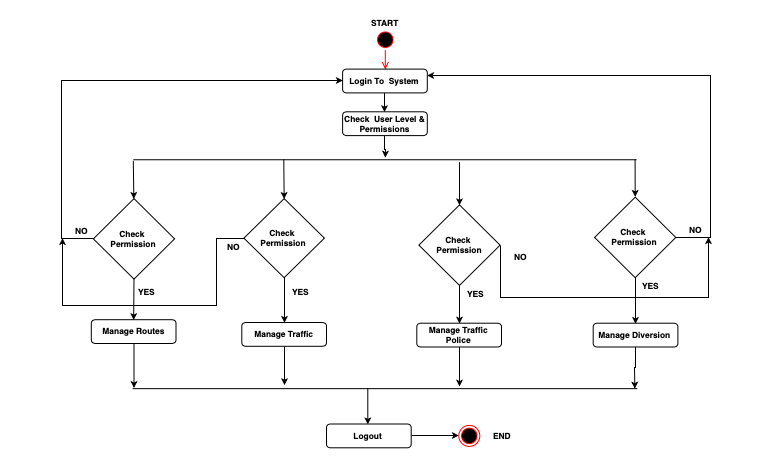 START
Login To System
Check User Level &
Permissions
Check
Permission
Check
Permission
Check
Permission
Check
Permission
NO
NO
NO
NO
YES
YES
YES
YES
Manage Routes
Manage Traffic
Manage Traffic
Police
Manage Diversion
Logout
END